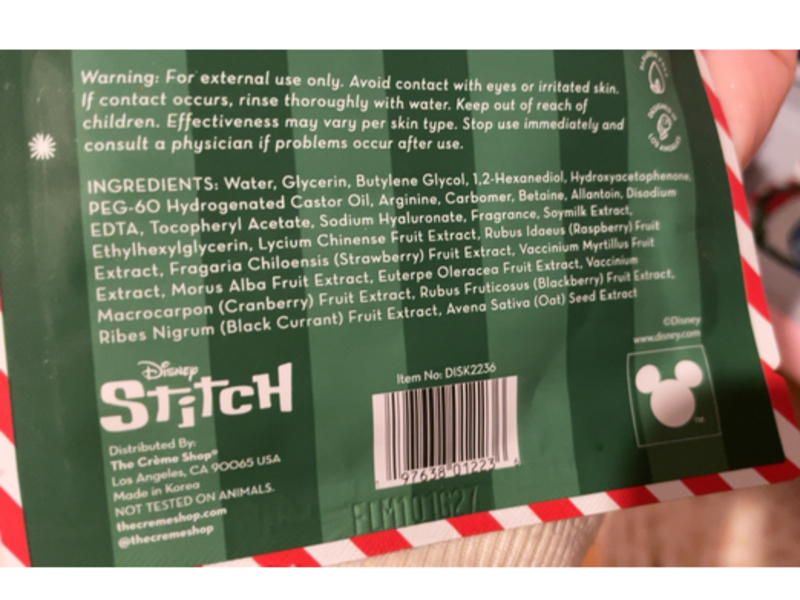 Warning: For external use only. Avoid contact with eyes or irritated skin.
If contact occurs, rinse thoroughly with water. Keep out of reach of
children. Effectiveness may vary per skin type. Stop use immediately and
consult a physician if problems occur after use.
INGREDIENTS: Water, Glycerin, Butylene Glycol, 1,2-Hexanediol, Hydroxyacetophenone,
PEG-60 Hydrogenated Castor Oil, Arginine, Carbomer, Betaine, Allantoin, Disodium
EDTA, Tocopheryl Acetate, Sodium Hyaluronate, Fragrance, Soymilk Extract,
Ethylhexylglycerin, Lycium Chinense Fruit Extract, Rubus Idaeus (Raspberry) Fruit
Extract, Fragaria Chiloensis (Strawberry) Fruit Extract, Vaccinium Myrtillus Fruit
Extract, Morus Alba Fruit Extract, Euterpe Oleracea Fruit Extract, Vaccinium
Macrocarpon (Cranberry) Fruit Extract, Rubus Fruticosus (Blackberry) Fruit Extract,
Ribes Nigrum (Black Currant) Fruit Extract, Avena Sativa (Oat) Seed Extract
©Disney
www.disney.com
TM
Disney
Stitch
Item No: DISK2236
97638 01223
Distributed By:
The Crème Shop®
Los Angeles, CA 90065 USA
Made in Korea
NOT TESTED ON ANIMALS.
thecremeshop.com
@thecremeshop